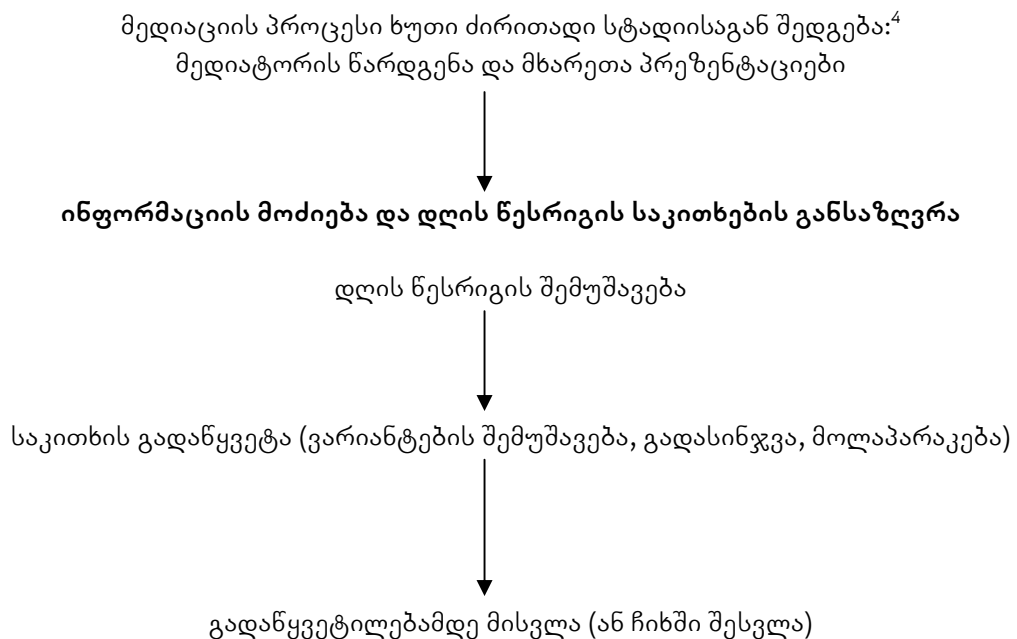 მედიაციის პროცესი ხუთი ძირითადი სტადიისაგან შედგება:⁴
მედიატორის წარდგენა და მხარეთა პრეზენტაციები
ინფორმაციის მოძიება და დღის წესრიგის საკითხების განსაზღვრა
დღის წესრიგის შემუშავება
საკითხის გადაწყვეტა (ვარიანტების შემუშავება, გადასინჯვა, მოლაპარაკება)
გადაწყვეტილებამდე მისვლა (ან ჩიხში შესვლა)